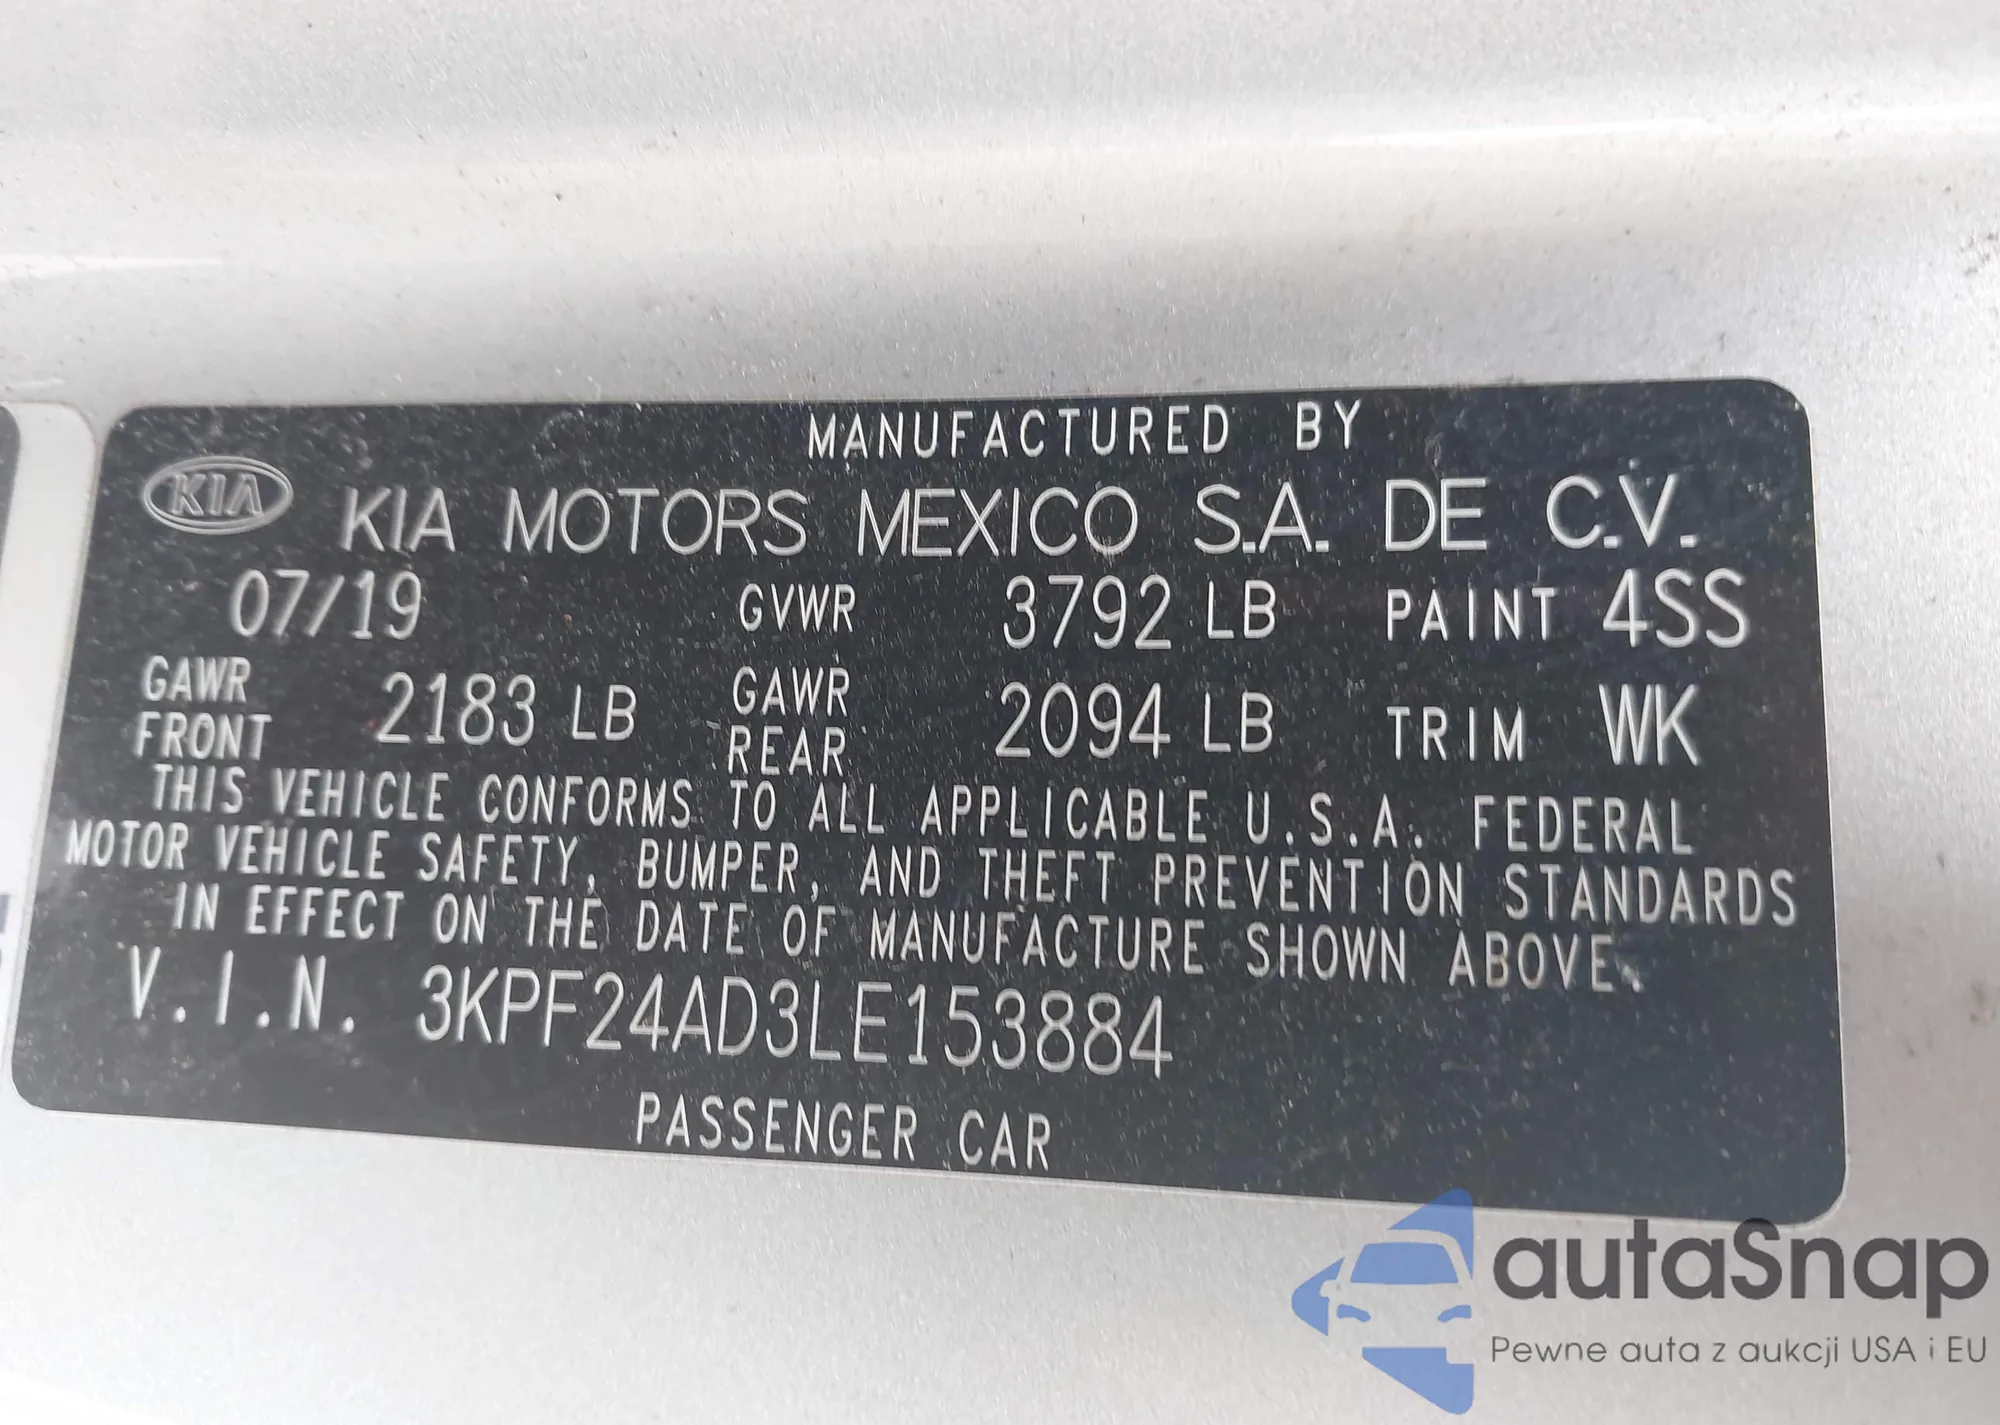 MANUFACTURED BY
KIA KIA MOTORS MEXICO S.A. DE C.V.
07/19 GVWR 3792 LB PAINT 4SS
GAWR FRONT 2183 LB GAWR REAR 2094 LB TRIM WK
THIS VEHICLE CONFORMS TO ALL APPLICABLE U.S.A. FEDERAL
MOTOR VEHICLE SAFETY, BUMPER, AND THEFT PREVENTION STANDARDS
IN EFFECT ON THE DATE OF MANUFACTURE SHOWN ABOVE.
V.I.N. 3KPF24AD3LE153884
PASSENGER CAR
autaSnap
Pewne auta z aukcji USA i EU